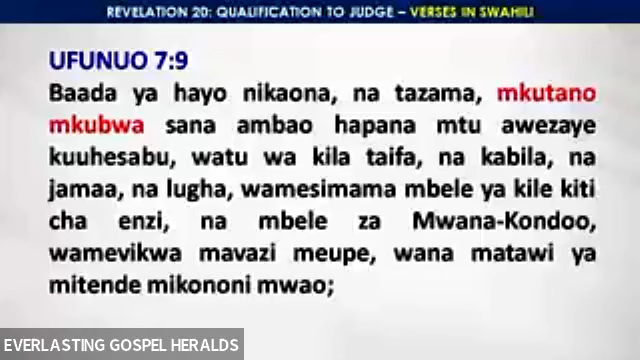 REVELATION 20: QUALIFICATION TO JUDGE – VERSES IN SWAHILI
UFUNUO 7:9
Baada ya hayo nikaona, na tazama, mkutano
mkubwa sana ambao hapana mtu awezaye
kuuhesabu, watu wa kila taifa, na kabila, na
jamaa, na lugha, wamesimama mbele ya kile kiti
cha enzi, na mbele za Mwana-Kondoo,
wamevikwa mavazi meupe, wana matawi ya
mitende mikononi mwao;
EVERLASTING GOSPEL HERALDS